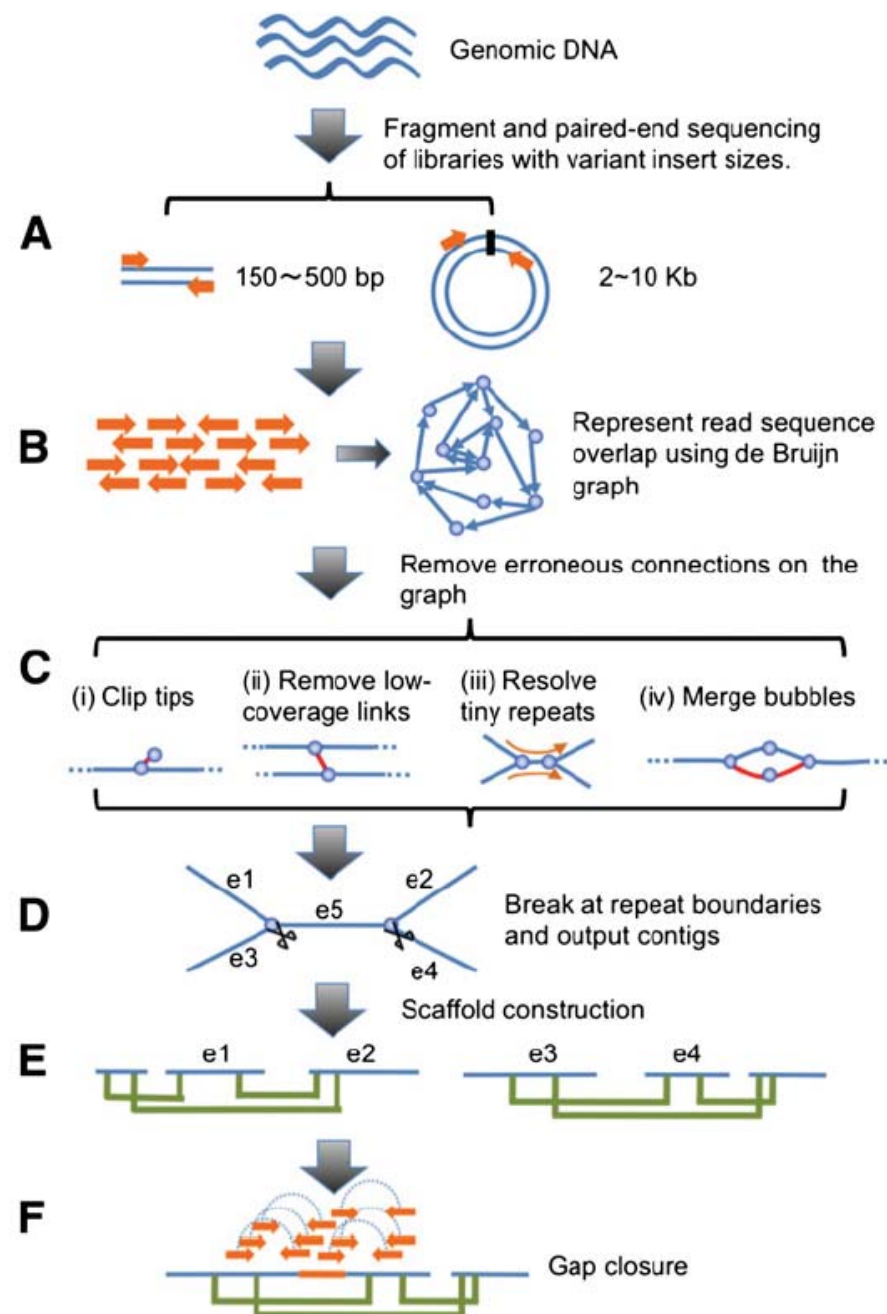 Genomic DNA
Fragment and paired-end sequencing
of libraries with variant insert sizes.
A
150～500 bp
2~10 Kb
B
Represent read sequence
overlap using de Bruijn
graph
Remove erroneous connections on the
graph
C
(i) Clip tips
(ii) Remove low-
coverage links
(iii) Resolve
tiny repeats
(iv) Merge bubbles
D
e1
e2
e5
e3
e4
Break at repeat boundaries
and output contigs
Scaffold construction
E
e1
e2
e3
e4
F
Gap closure